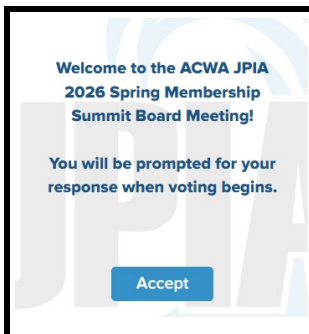 Welcome to the ACWA JPIA
2026 Spring Membership
Summit Board Meeting!
You will be prompted for your
response when voting begins.
Accept
JPIA